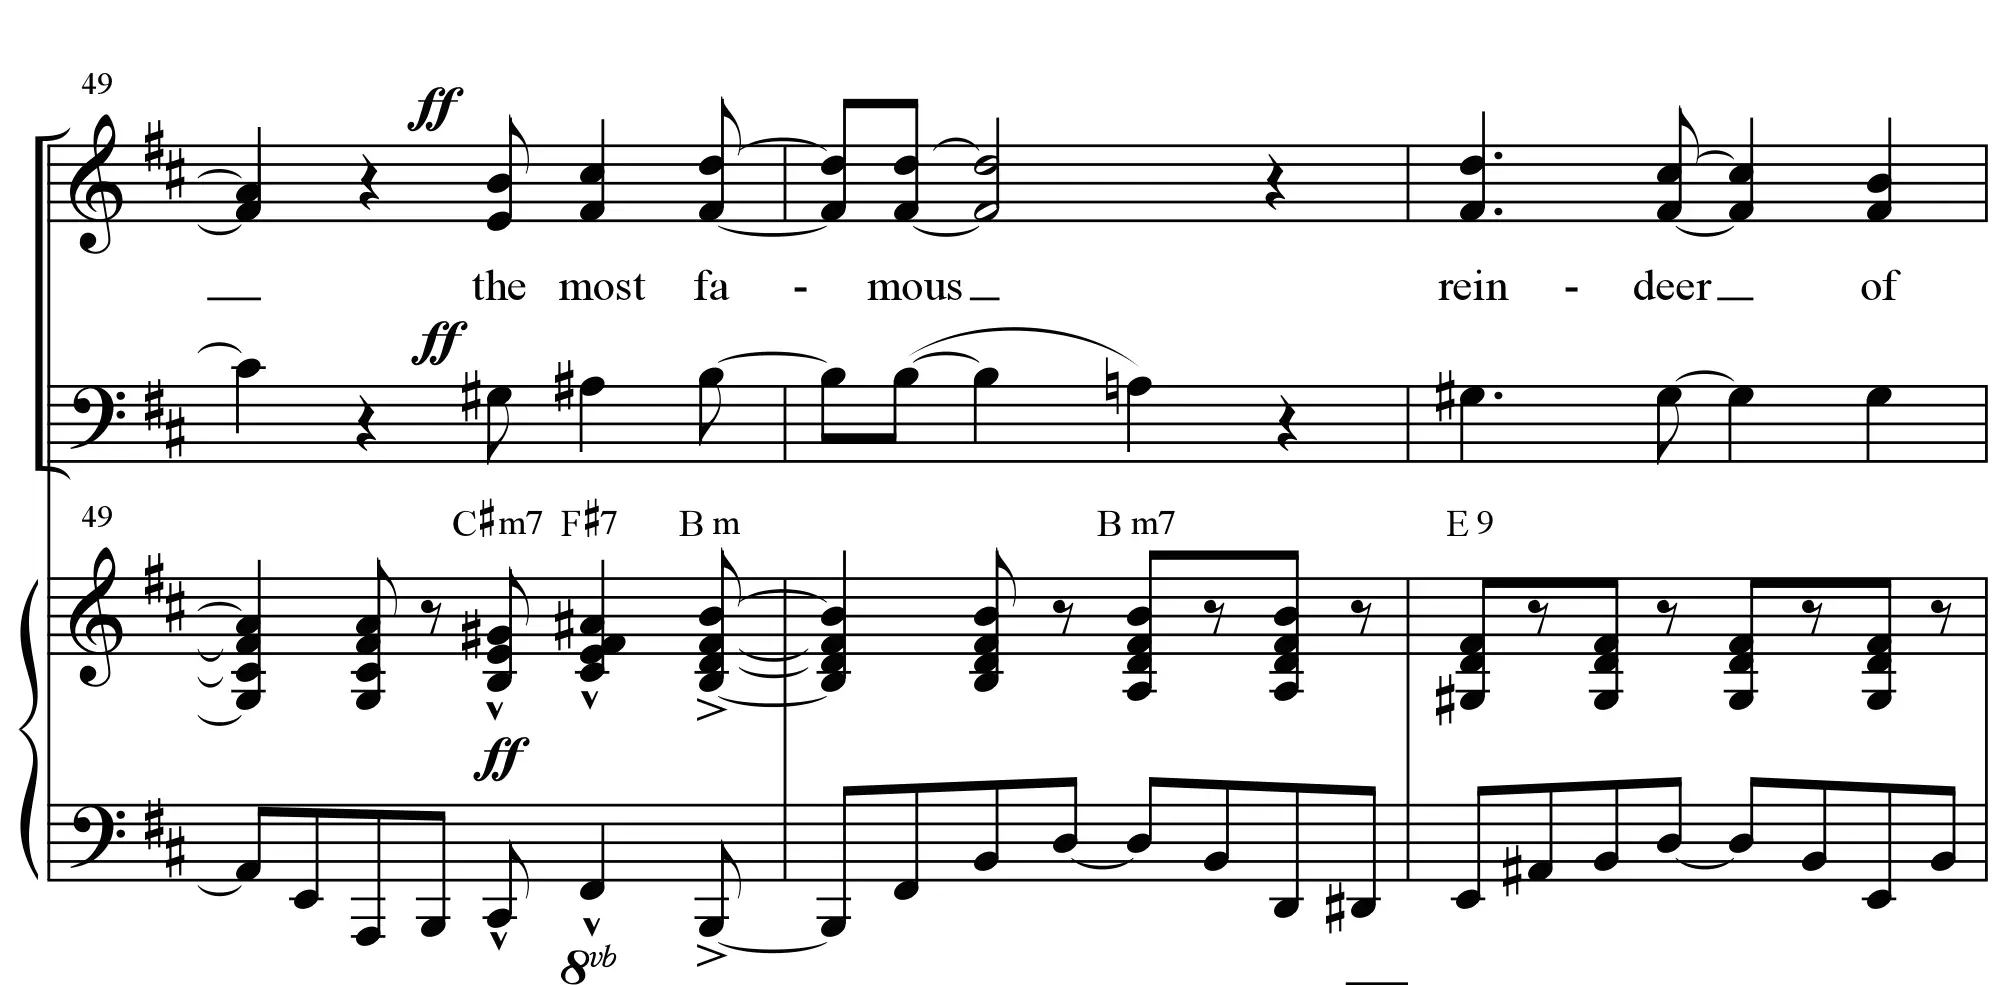 49
ff
the most fa - mous rein - deer of
ff
49
C♯m7 F♯7 B m B m7 E 9
ff
8vb